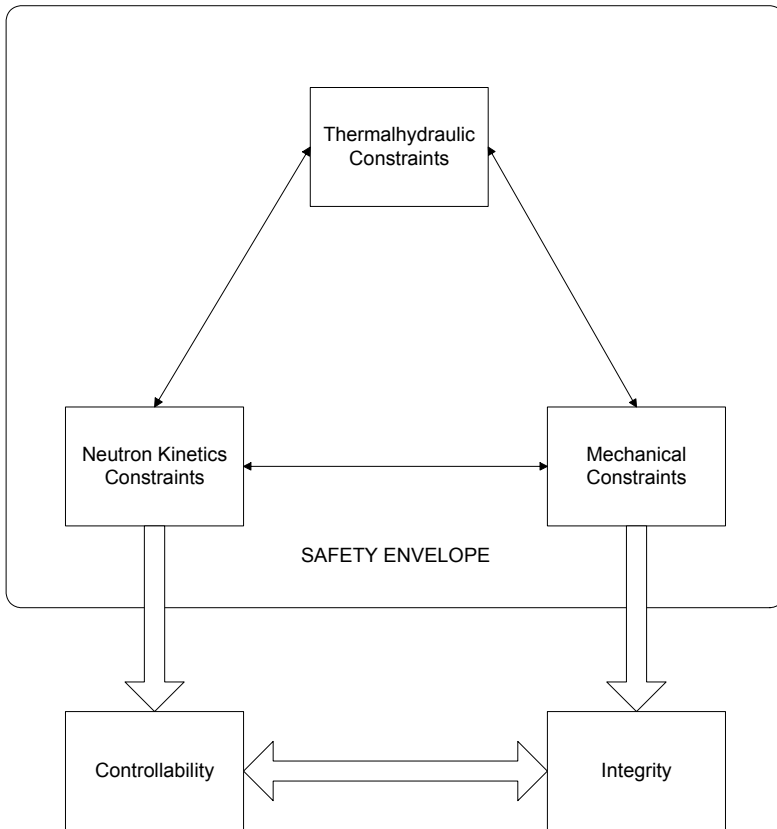 Thermalhydraulic
Constraints
Neutron Kinetics
Constraints
Mechanical
Constraints
SAFETY ENVELOPE
Controllability
Integrity